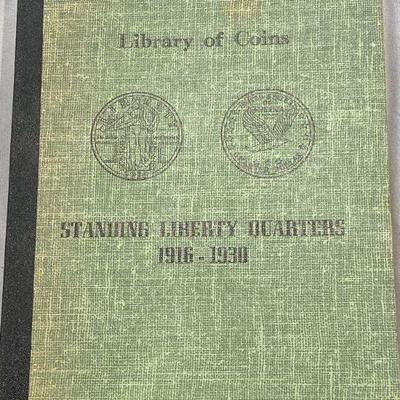 Library of Coins
STANDING LIBERTY QUARTERS
1916 - 1930